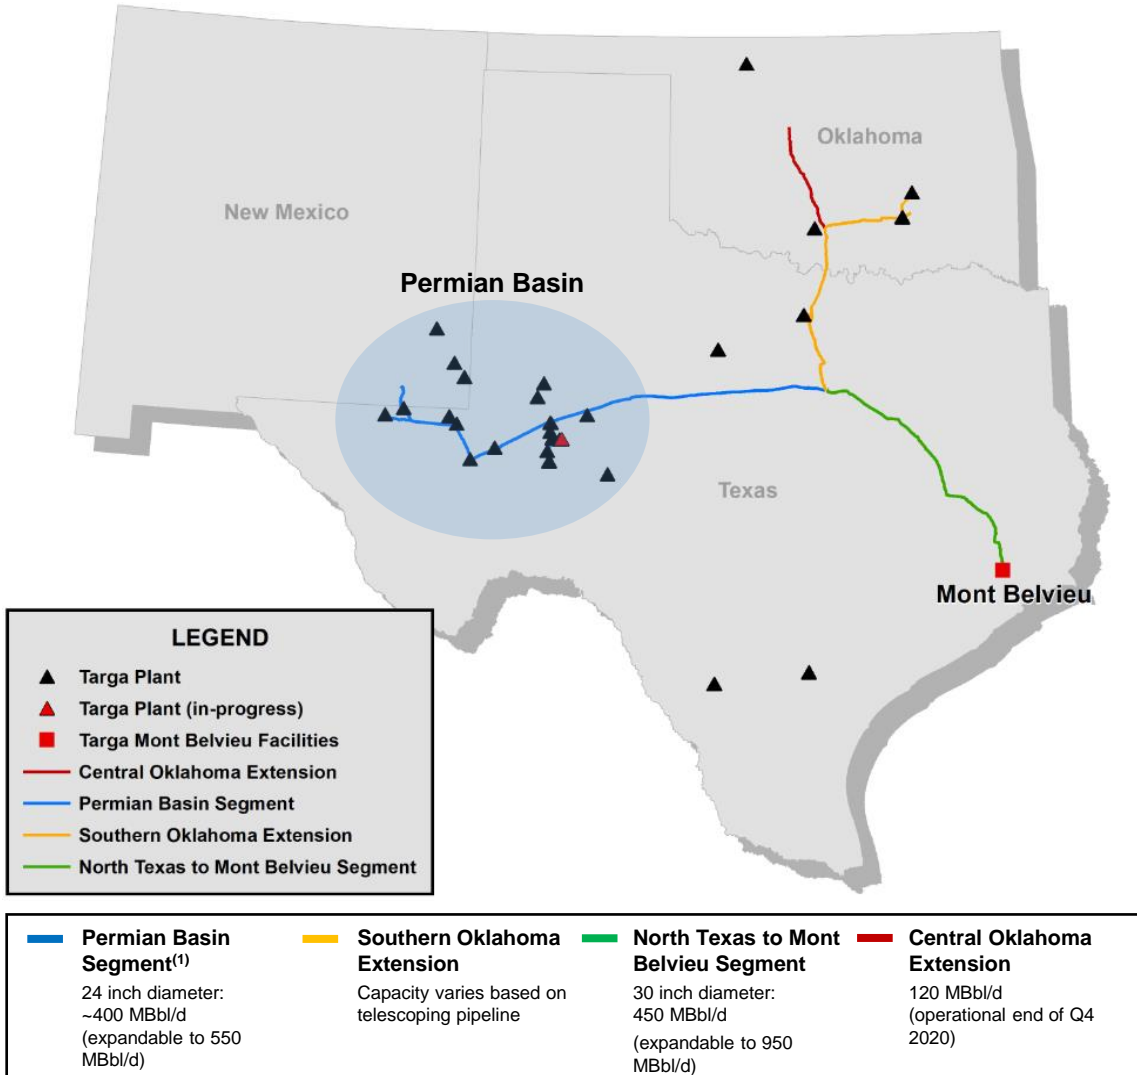 Oklahoma
New Mexico
Permian Basin
Texas
Mont Belvieu
LEGEND
Targa Plant
Targa Plant (in-progress)
Targa Mont Belvieu Facilities
Central Oklahoma Extension
Permian Basin Segment
Southern Oklahoma Extension
North Texas to Mont Belvieu Segment
Permian Basin
Segment(1)
24 inch diameter:
~400 MBbl/d
(expandable to 550
MBbl/d)
Southern Oklahoma
Extension
Capacity varies based on
telescoping pipeline
North Texas to Mont
Belvieu Segment
30 inch diameter:
450 MBbl/d
(expandable to 950
MBbl/d)
Central Oklahoma
Extension
120 MBbl/d
(operational end of Q4
2020)